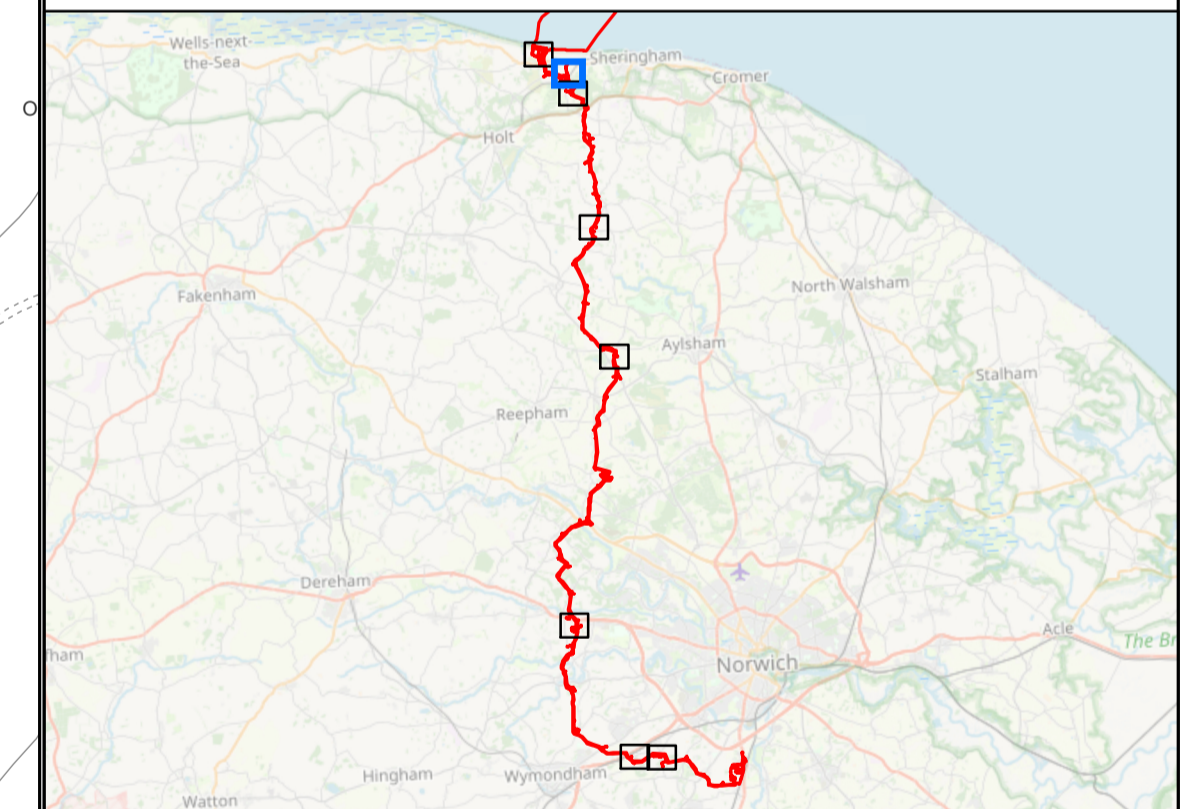 Wells-next-
the-Sea
Sheringham
Cromer
O
Holt
North Walsham
Fakenham
Aylsham
Stalham
Reepham
Dereham
Acle
The Br
fham
Norwich
Hingham
Wymondham
Watton